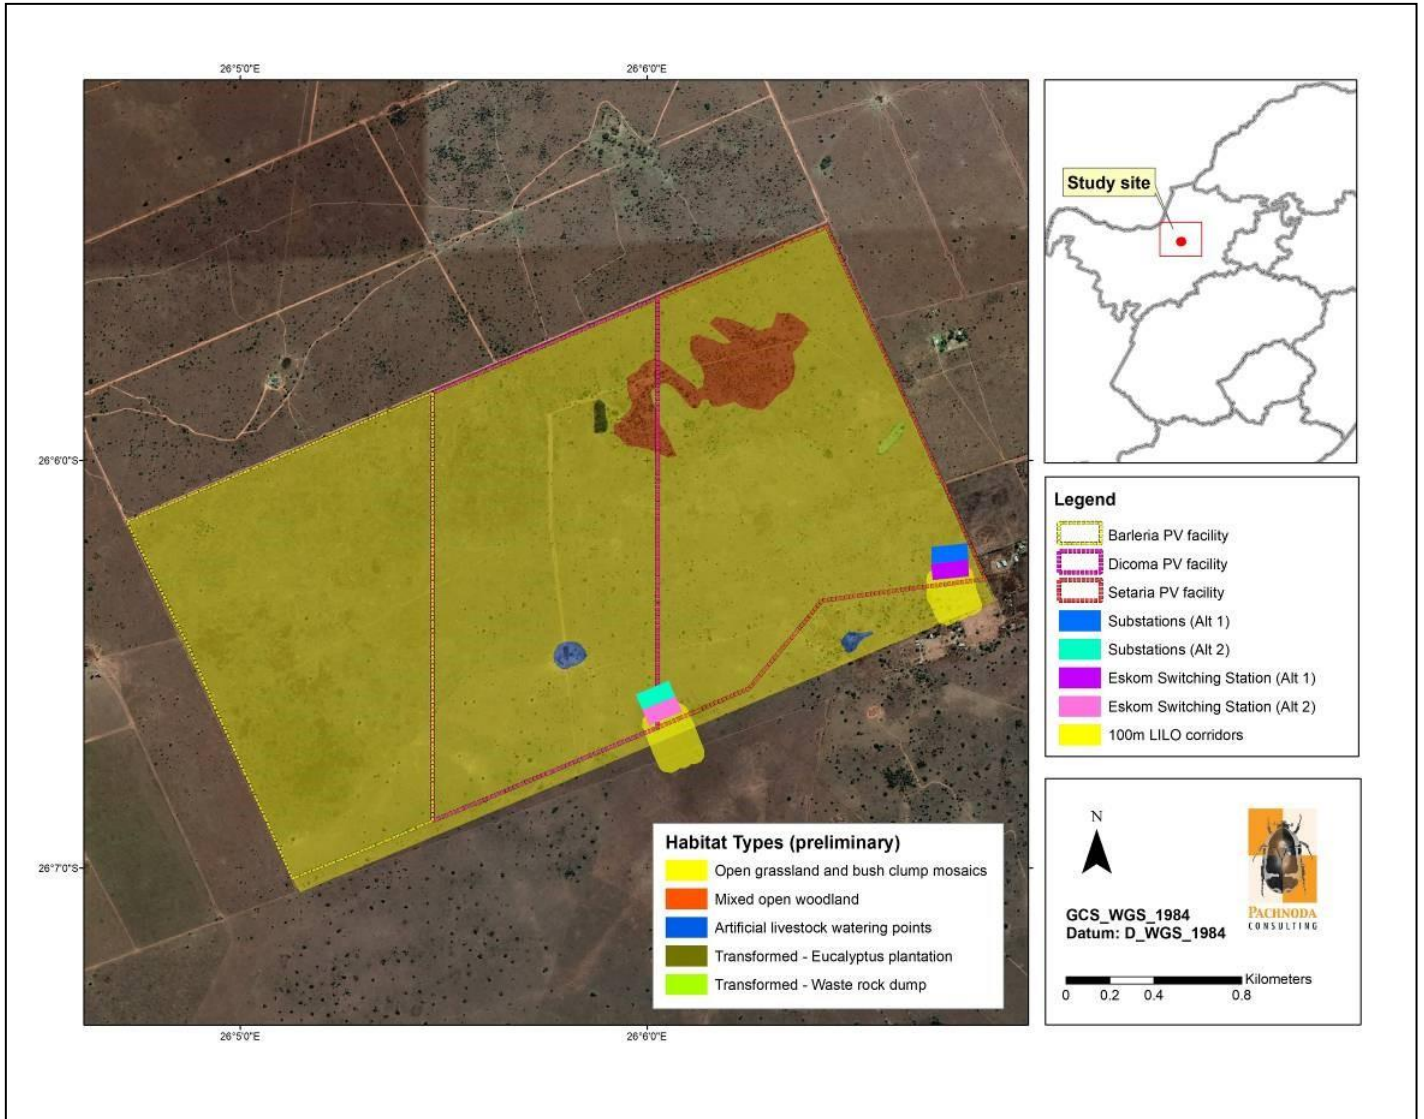 26°5'0"E
26°6'0"E
26°6'0"S
26°7'0"S
26°5'0"E
26°6'0"E
Habitat Types (preliminary)
Open grassland and bush clump mosaics
Mixed open woodland
Artificial livestock watering points
Transformed - Eucalyptus plantation
Transformed - Waste rock dump
Study site
Legend
Barleria PV facility
Dicoma PV facility
Setaria PV facility
Substations (Alt 1)
Substations (Alt 2)
Eskom Switching Station (Alt 1)
Eskom Switching Station (Alt 2)
100m LILO corridors
N
PACHNODA
CONSULTING
GCS_WGS_1984
Datum: D_WGS_1984
Kilometers
0 0.2 0.4 0.8